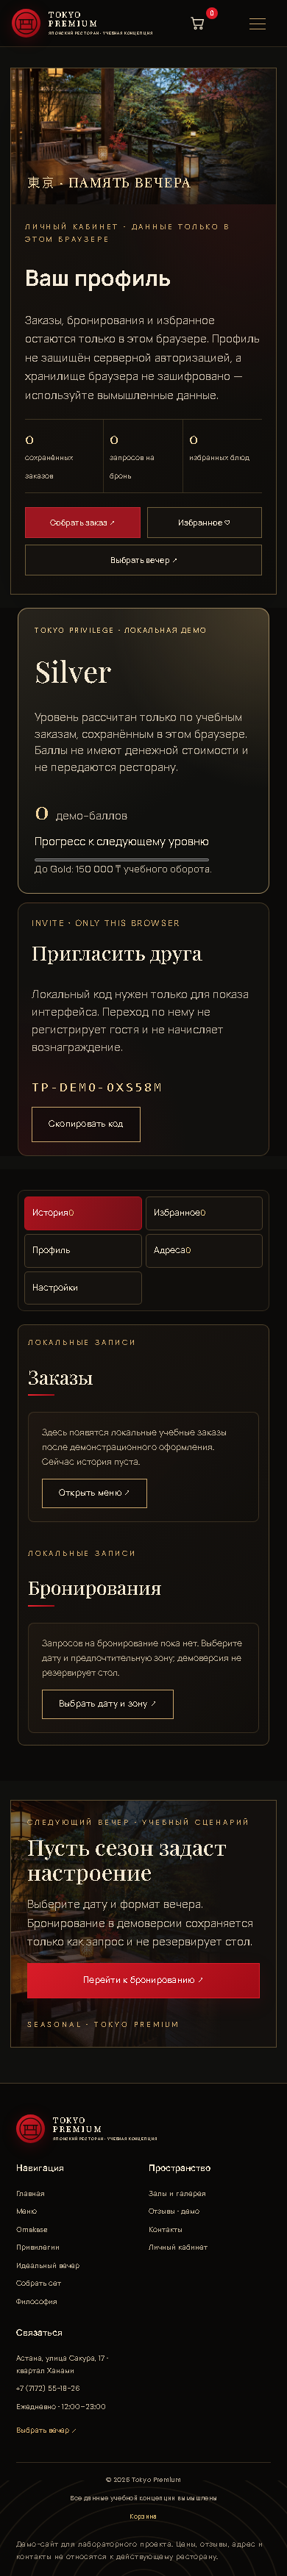 TOKYO
PREMIUM
ЯПОНСКИЙ РЕСТОРАН · УЧЕБНАЯ КОНЦЕПЦИЯ
0
東京 · ПАМЯТЬ ВЕЧЕРА
ЛИЧНЫЙ КАБИНЕТ · ДАННЫЕ ТОЛЬКО В
ЭТОМ БРАУЗЕРЕ
Ваш профиль
Заказы, бронирования и избранное
остаются только в этом браузере. Профиль
не защищён серверной авторизацией, а
хранилище браузера не зашифровано —
используйте вымышленные данные.
0
сохранённых
заказов
0
запросов на
бронь
0
избранных блюд
Собрать заказ ↗
Избранное ♡
Выбрать вечер ↗
TOKYO PRIVILEGE · ЛОКАЛЬНАЯ ДЕМО
Silver
Уровень рассчитан только по учебным
заказам, сохранённым в этом браузере.
Баллы не имеют денежной стоимости и
не передаются ресторану.
0 демо-баллов
Прогресс к следующему уровню
До Gold: 150 000 ₸ учебного оборота.
INVITE · ONLY THIS BROWSER
Пригласить друга
Локальный код нужен только для показа
интерфейса. Переход по нему не
регистрирует гостя и не начисляет
вознаграждение.
TP-DEMO-0XS58M
Скопировать код
История0
Избранное0
Профиль
Адреса0
Настройки
ЛОКАЛЬНЫЕ ЗАПИСИ
Заказы
Здесь появятся локальные учебные заказы
после демонстрационного оформления.
Сейчас история пуста.
Открыть меню ↗
ЛОКАЛЬНЫЕ ЗАПИСИ
Бронирования
Запросов на бронирование пока нет. Выберите
дату и предпочтительную зону; демоверсия не
резервирует стол.
Выбрать дату и зону ↗
СЛЕДУЮЩИЙ ВЕЧЕР · УЧЕБНЫЙ СЦЕНАРИЙ
Пусть сезон задаст
настроение
Выберите дату и формат вечера.
Бронирование в демоверсии сохраняется
только как запрос и не резервирует стол.
Перейти к бронированию ↗
SEASONAL · TOKYO PREMIUM
TOKYO
PREMIUM
ЯПОНСКИЙ РЕСТОРАН · УЧЕБНАЯ КОНЦЕПЦИЯ
Навигация
Главная
Меню
Omakase
Привилегии
Идеальный вечер
Собрать сет
Философия
Пространство
Залы и галерея
Отзывы · демо
Контакты
Личный кабинет
Связаться
Астана, улица Сакура, 17 ·
квартал Ханами
+7 (7172) 55-18-26
Ежедневно · 12:00–23:00
Выбрать вечер ↗
© 2026 Tokyo Premium
Все данные учебной концепции вымышлены
Корзина
Демо-сайт для лабораторного проекта. Цены, отзывы, адрес и
контакты не относятся к действующему ресторану.